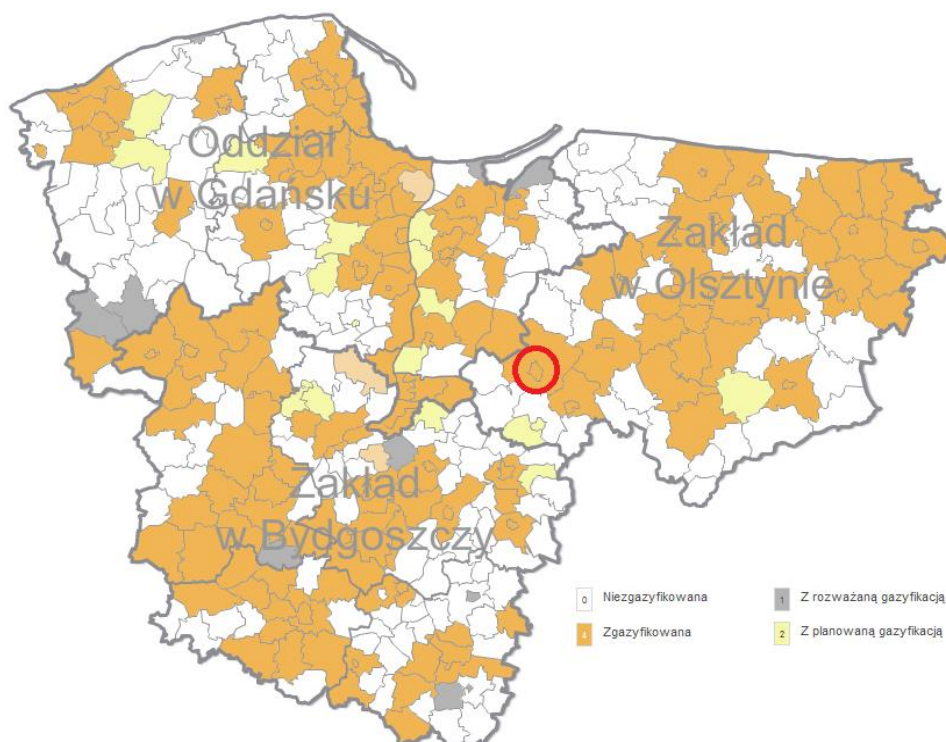 Oddział
w Gdańsku
Zakład
w Olsztynie
Zakład
w Bydgoszczy
0 Niezgazyfikowana
1 Z rozważaną gazyfikacją
4 Zgazyfikowana
2 Z planowaną gazyfikacją